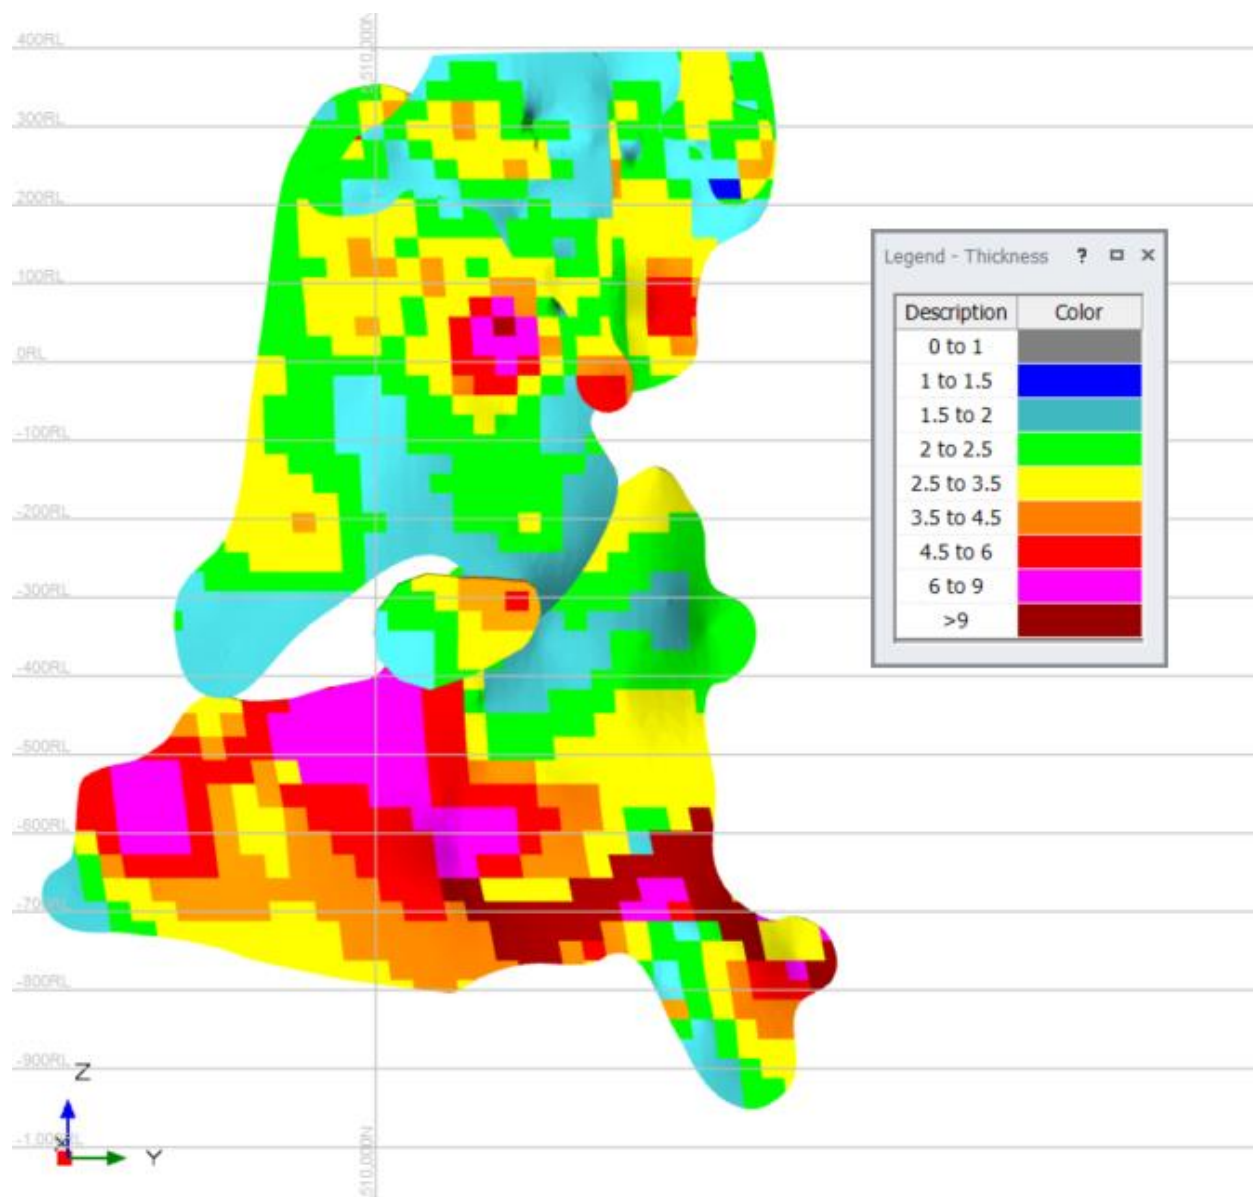 400RL
510,000N
300RL
200RL
100RL
0RL
-100RL
-200RL
-300RL
-400RL
-500RL
-600RL
-700RL
-800RL
-900RL
-1,000RL
510,000N
Legend - Thickness ? ×
Description Color
0 to 1
1 to 1.5
1.5 to 2
2 to 2.5
2.5 to 3.5
3.5 to 4.5
4.5 to 6
6 to 9
>9
Z
X
Y